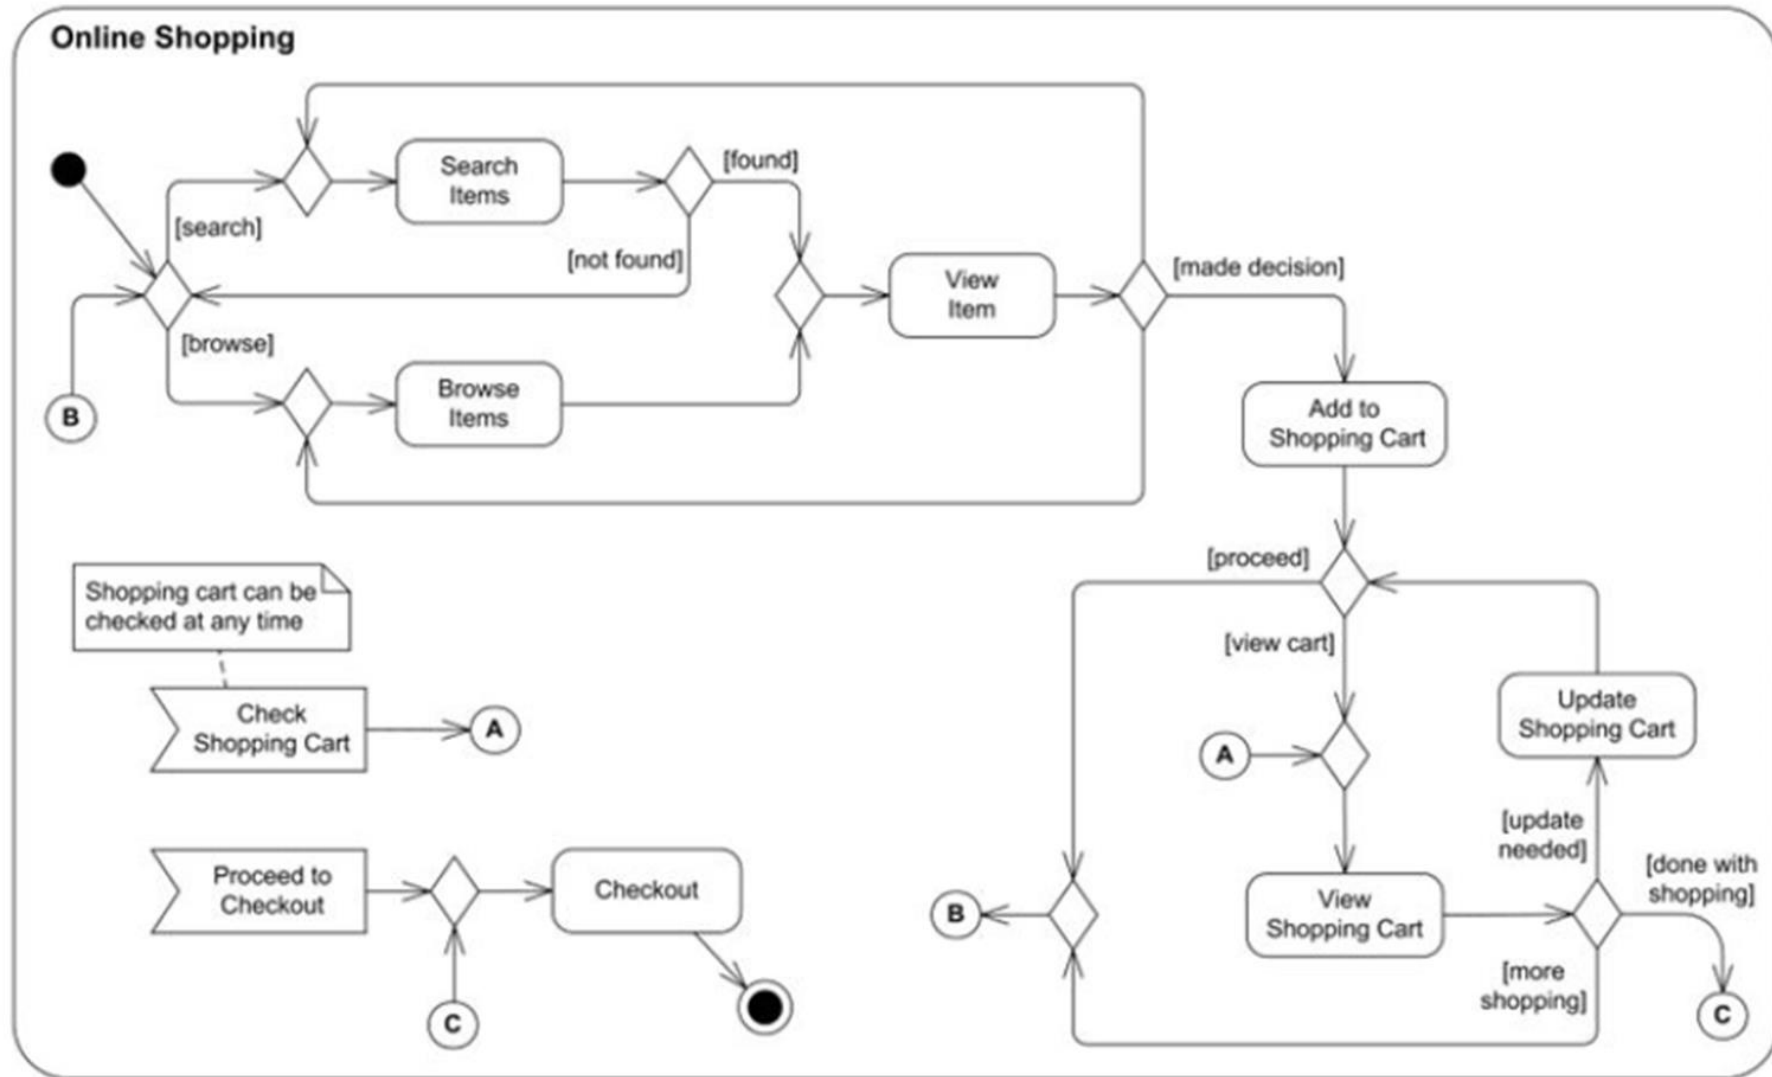 Online Shopping
Search
Items
[found]
[search]
[not found]
[made decision]
View
Item
[browse]
Browse
Items
B
Add to
Shopping Cart
[proceed]
Shopping cart can be
checked at any time
[view cart]
Check
Shopping Cart
A
A
Update
Shopping Cart
[update
needed]
[done with
shopping]
Proceed to
Checkout
Checkout
B
View
Shopping Cart
[more
shopping]
C
C